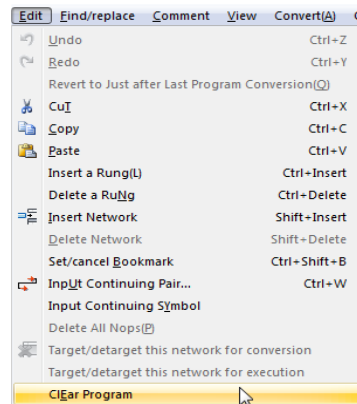 Edit Find/replace Comment View Convert(A)
Undo Ctrl+Z
Redo Ctrl+Y
Revert to Just after Last Program Conversion(Q)
CuT Ctrl+X
Copy Ctrl+C
Paste Ctrl+V
Insert a Rung(L) Ctrl+Insert
Delete a RuNg Ctrl+Delete
Insert Network Shift+Insert
Delete Network Shift+Delete
Set/cancel Bookmark Ctrl+Shift+B
InpUt Continuing Pair... Ctrl+W
Input Continuing SYmbol
Delete All Nops(P)
Target/detarget this network for conversion
Target/detarget this network for execution
ClEar Program